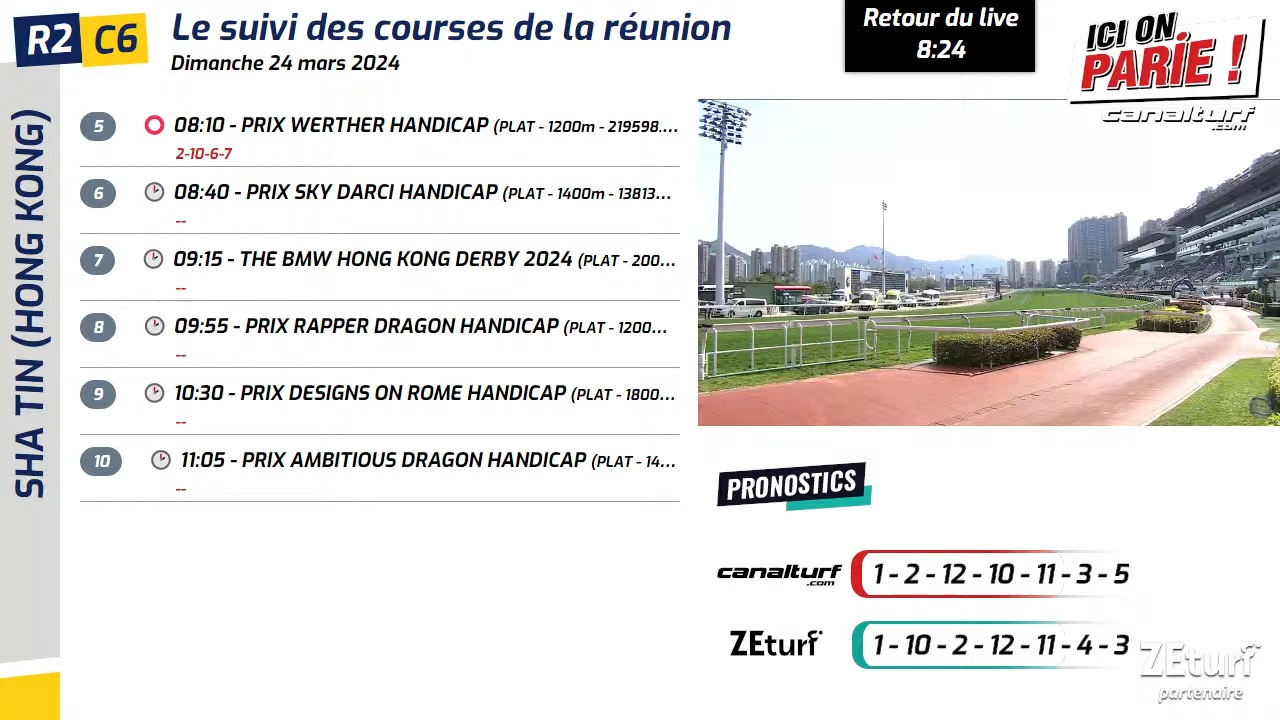 R2 C6
Le suivi des courses de la réunion
Dimanche 24 mars 2024
Retour du live
8:24
ICI ON
PARIE !
canalturf
.com
SHA TIN (HONG KONG)
5 08:10 - PRIX WERTHER HANDICAP (PLAT - 1200m - 219598....
2-10-6-7
6 08:40 - PRIX SKY DARCI HANDICAP (PLAT - 1400m - 13813...
--
7 09:15 - THE BMW HONG KONG DERBY 2024 (PLAT - 200...
--
8 09:55 - PRIX RAPPER DRAGON HANDICAP (PLAT - 1200...
--
9 10:30 - PRIX DESIGNS ON ROME HANDICAP (PLAT - 1800...
--
10 11:05 - PRIX AMBITIOUS DRAGON HANDICAP (PLAT - 14...
--
PRONOSTICS
canalturf
.com
1 - 2 - 12 - 10 - 11 - 3 - 5
ZEturf
1 - 10 - 2 - 12 - 11 - 4 - 3
ZEturf
partenaire